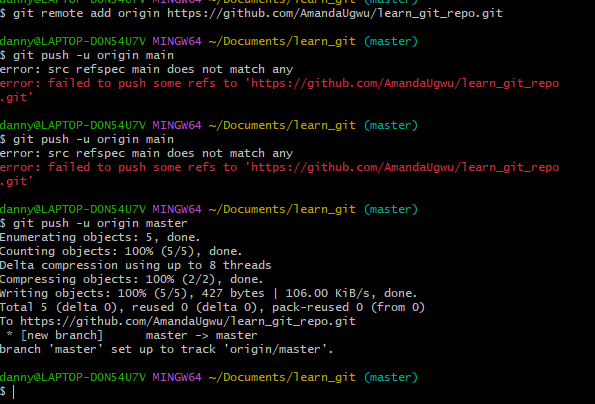 $ git remote add origin https://github.com/AmandaUgwu/learn_git_repo.git
danny@LAPTOP-DON54U7V MINGW64 ~/Documents/learn_git (master)
$ git push -u origin main
error: src refspec main does not match any
error: failed to push some refs to 'https://github.com/AmandaUgwu/learn_git_repo
.git'
danny@LAPTOP-DON54U7V MINGW64 ~/Documents/learn_git (master)
$ git push -u origin main
error: src refspec main does not match any
error: failed to push some refs to 'https://github.com/AmandaUgwu/learn_git_repo
.git'
danny@LAPTOP-DON54U7V MINGW64 ~/Documents/learn_git (master)
$ git push -u origin master
Enumerating objects: 5, done.
Counting objects: 100% (5/5), done.
Delta compression using up to 8 threads
Compressing objects: 100% (2/2), done.
Writing objects: 100% (5/5), 427 bytes | 106.00 KiB/s, done.
Total 5 (delta 0), reused 0 (delta 0), pack-reused 0 (from 0)
To https://github.com/AmandaUgwu/learn_git_repo.git
 * [new branch]      master -> master
branch 'master' set up to track 'origin/master'.
danny@LAPTOP-DON54U7V MINGW64 ~/Documents/learn_git (master)
$